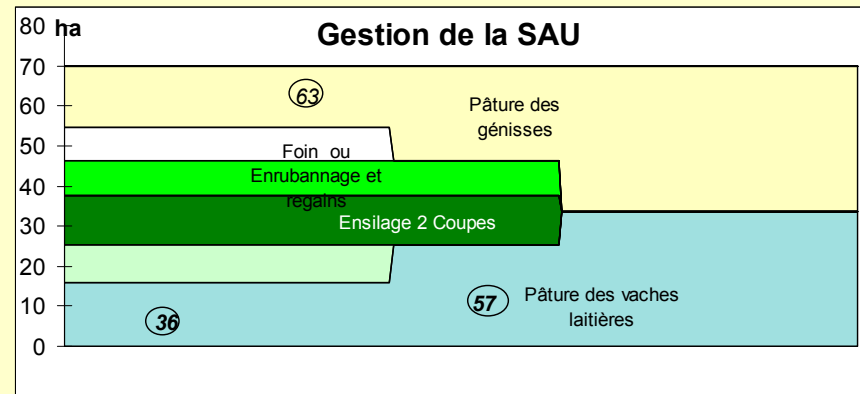 Gestion de la SAU
ha
80
70
60
50
40
30
20
10
0
63
Pâture des
génisses
Foin ou
Enrubannage et
regains
Ensilage 2 Coupes
36
57
Pâture des vaches
laitières